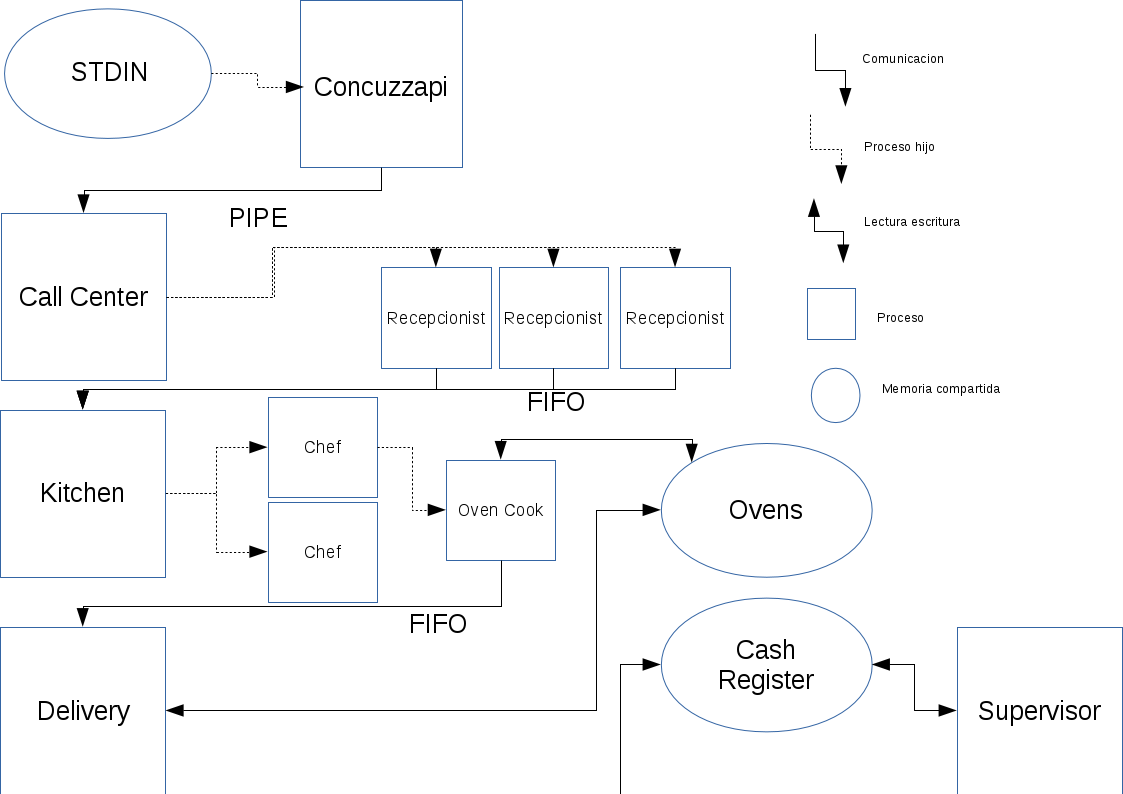 STDIN
Concuzzapi
Comunicacion
Proceso hijo
PIPE
Lectura escritura
Call Center
Recepcionist
Recepcionist
Recepcionist
Proceso
Memoria compartida
FIFO
Chef
Kitchen
Oven Cook
Ovens
Chef
FIFO
Cash
Register
Delivery
Supervisor